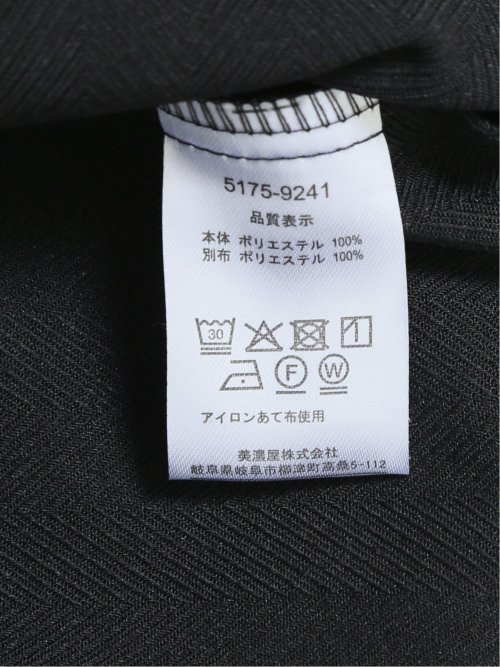 5175-9241
品質表示
本体 ポリエステル 100%
別布 ポリエステル 100%
30
F W
アイロンあて布使用
美濃屋株式会社
岐阜県岐阜市柳津町高桑5-112